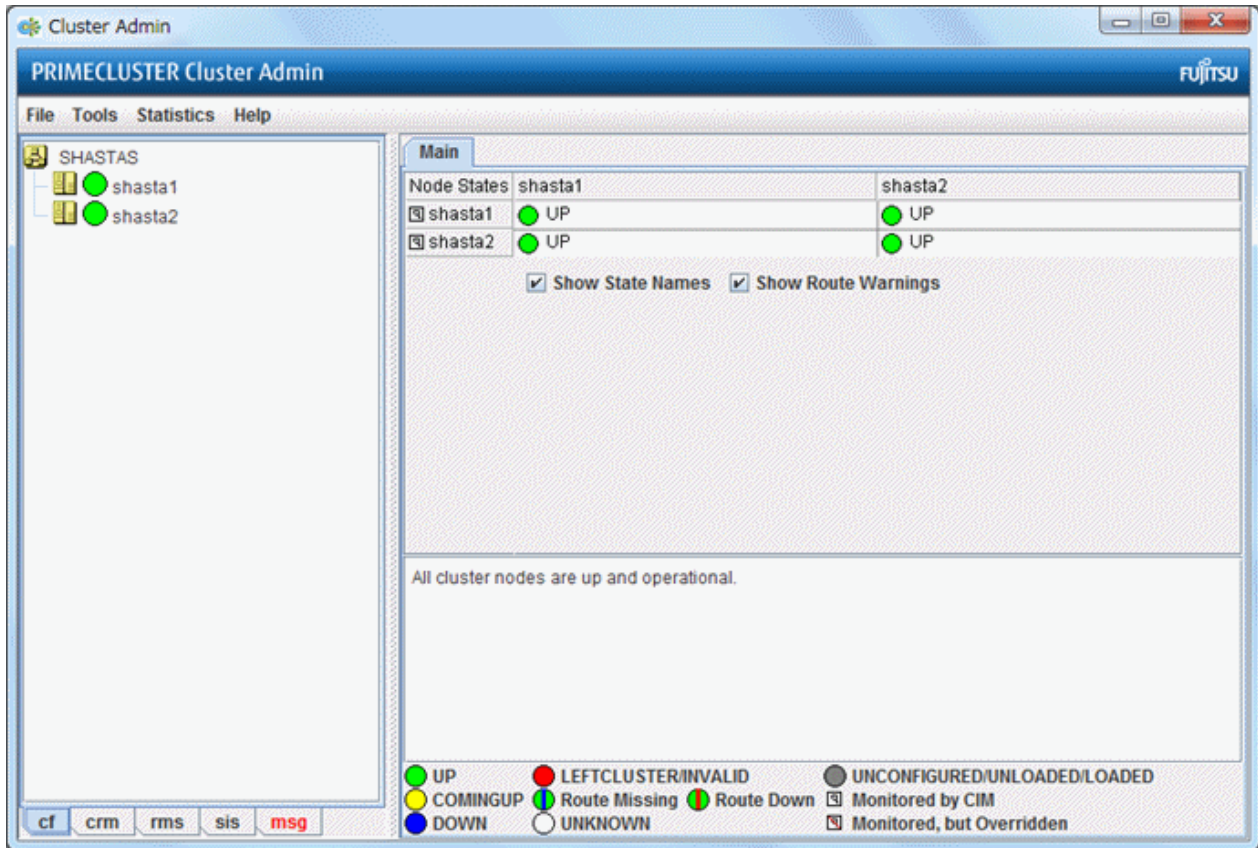 Cluster Admin
PRIMECLUSTER Cluster Admin
FUJITSU
File Tools Statistics Help
SHASTAS
shasta1
shasta2
Main
Node States shasta1 shasta2
shasta1 UP UP
shasta2 UP UP
Show State Names Show Route Warnings
All cluster nodes are up and operational.
UP LEFTCLUSTER/INVALID UNCONFIGURED/UNLOADED/LOADED
COMINGUP Route Missing Route Down Monitored by CIM
DOWN UNKNOWN Monitored, but Overridden
cf crm rms sis msg